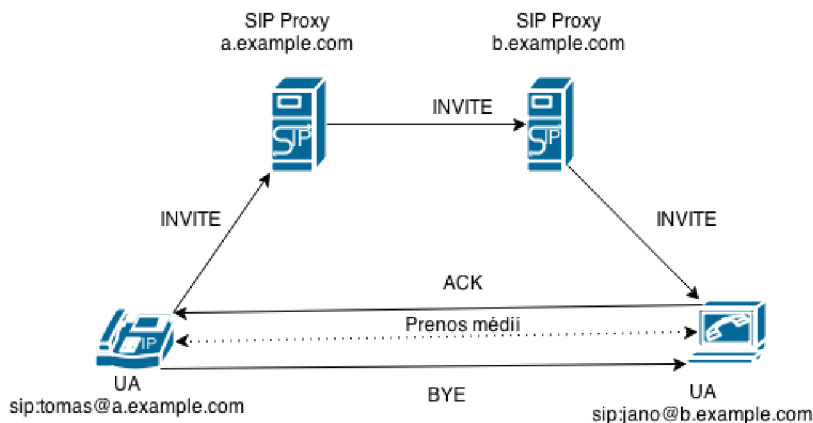 SIP Proxy
a.example.com
SIP Proxy
b.example.com
INVITE
SIP
SIP
INVITE
INVITE
ACK
Prenos médií
IP
BYE
UA
sip:tomas@a.example.com
UA
sip:jano@b.example.com